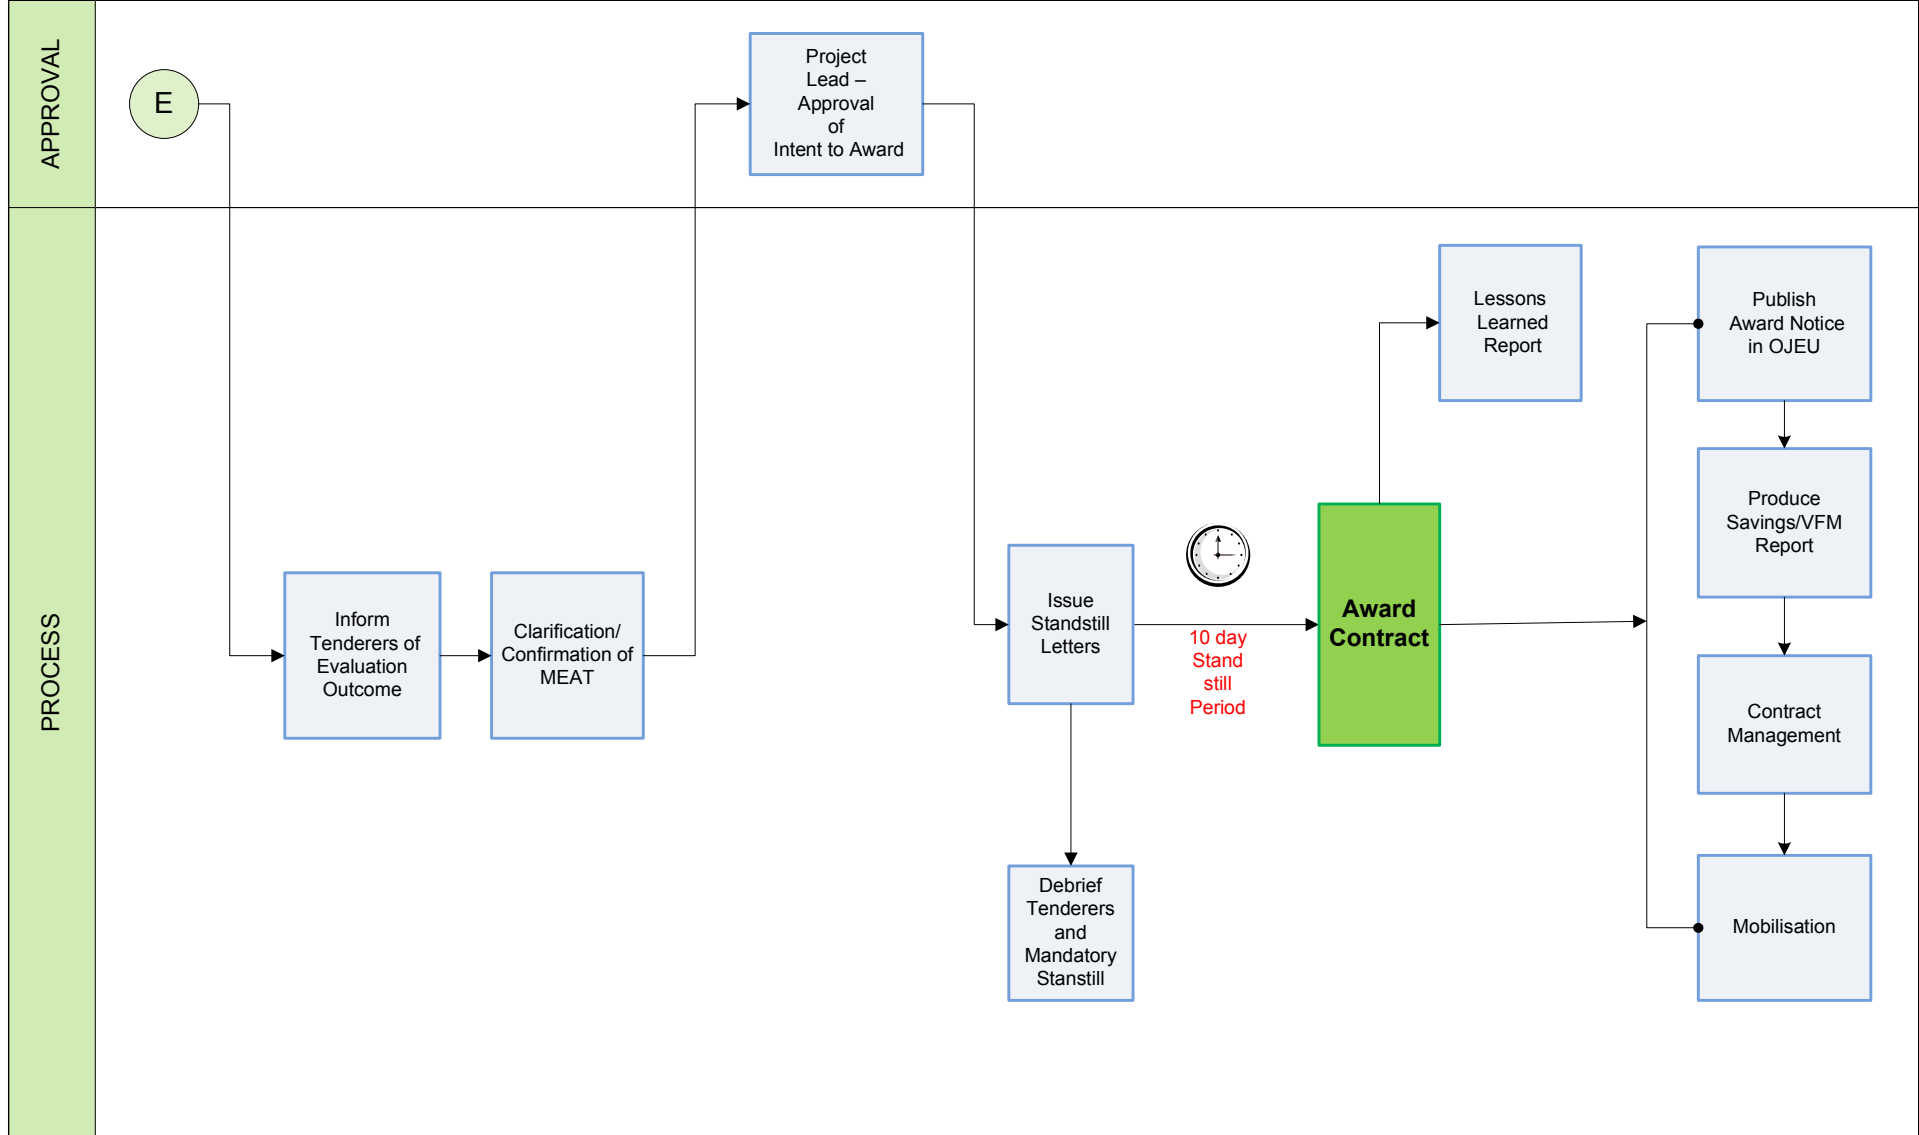 APPROVAL
E
Project
Lead –
Approval
of
Intent to Award
PROCESS
Inform
Tenderers of
Evaluation
Outcome
Clarification/
Confirmation of
MEAT
Issue
Standstill
Letters
10 day
Stand
still
Period
Debrief
Tenderers
and
Mandatory
Stanstill
Award
Contract
Lessons
Learned
Report
Publish
Award Notice
in OJEU
Produce
Savings/VFM
Report
Contract
Management
Mobilisation